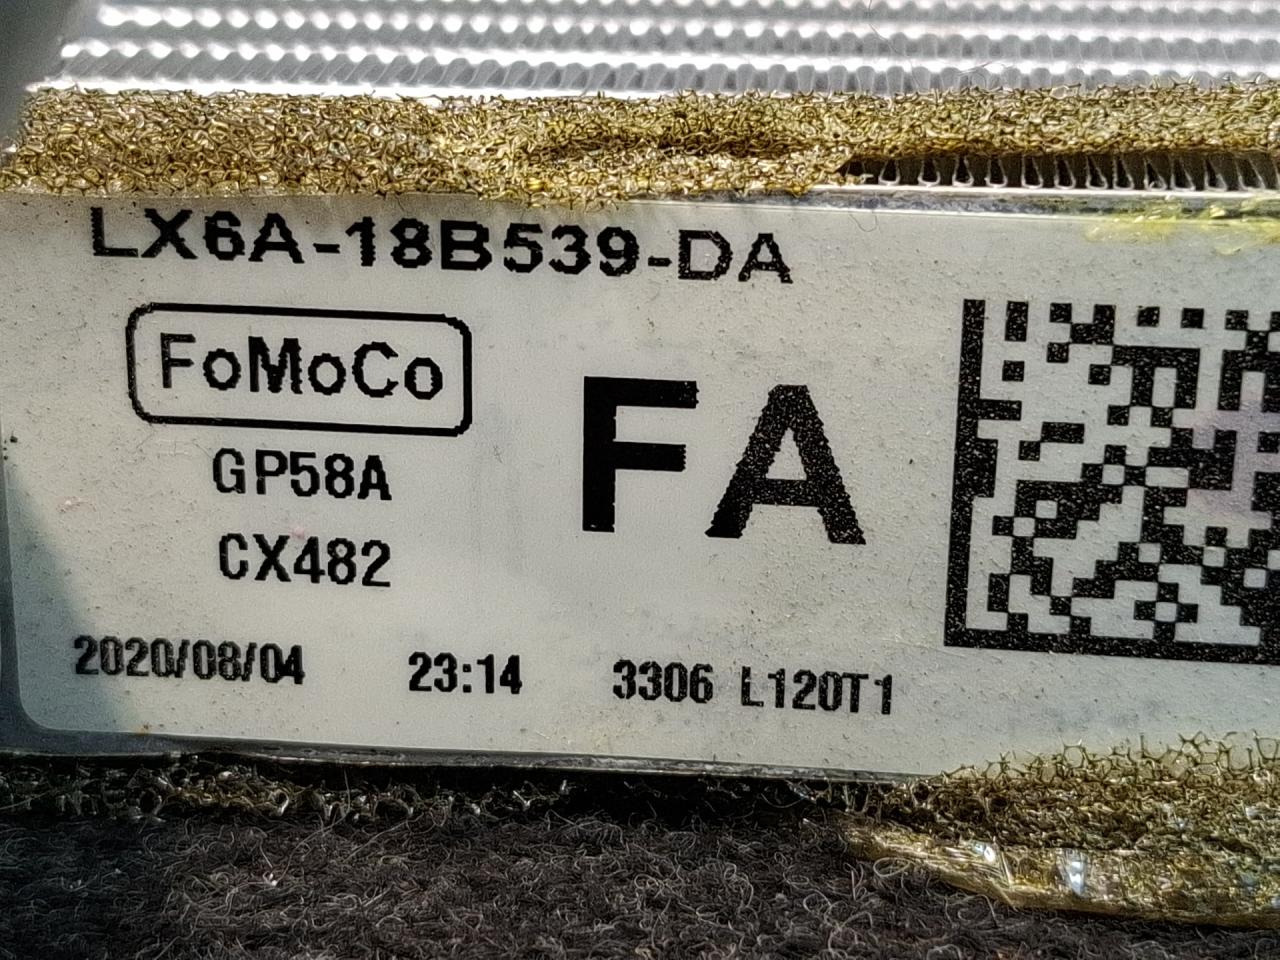 LX6A-18B539-DA
FoMoCo
FA
GP58A
CX482
2020/08/04 23:14 3306 L120T1